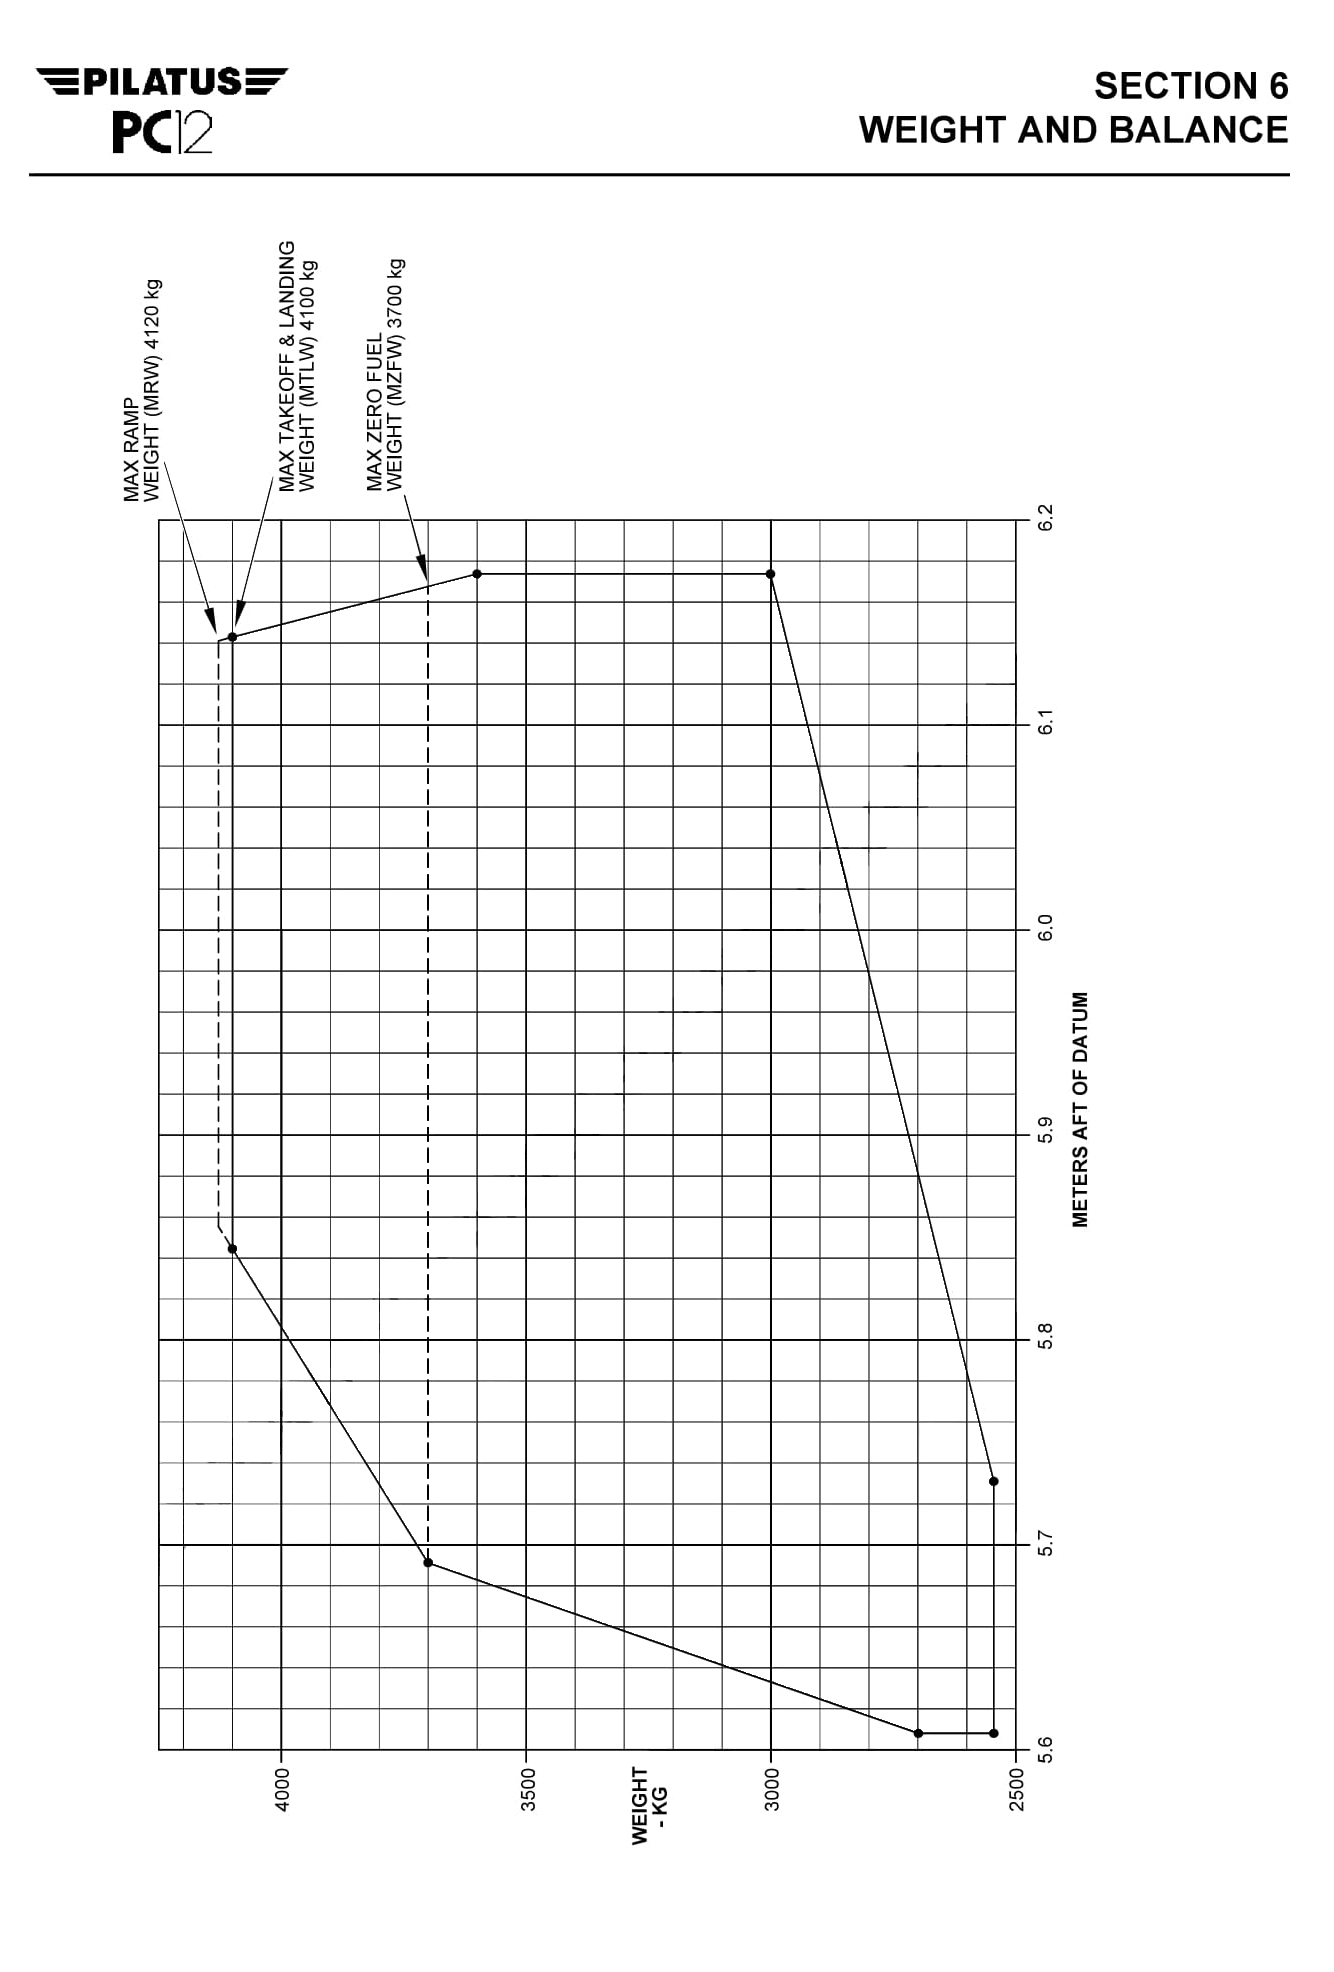 PILATUS
PC12
SECTION 6
WEIGHT AND BALANCE
MAX RAMP
WEIGHT (MRW) 4120 kg
MAX TAKEOFF & LANDING
WEIGHT (MTLW) 4100 kg
MAX ZERO FUEL
WEIGHT (MZFW) 3700 kg
6.2
6.1
6.0
5.9
5.8
5.7
5.6
METERS AFT OF DATUM
4000
3500
3000
2500
WEIGHT
- KG